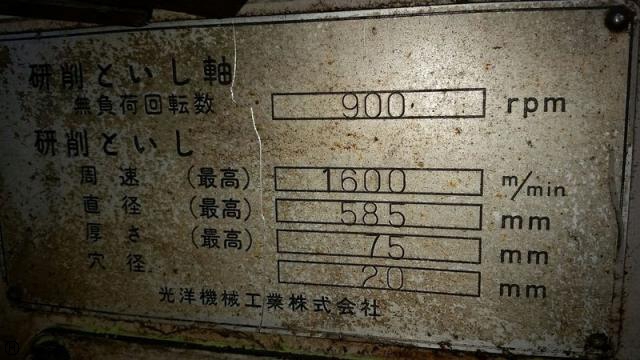 研削といし軸
無負荷回転数 900 rpm
研削といし
周速 (最高) 1600 m/min
直径 (最高) 585 mm
厚さ (最高) 75 mm
穴径 20 mm
光洋機械工業株式会社